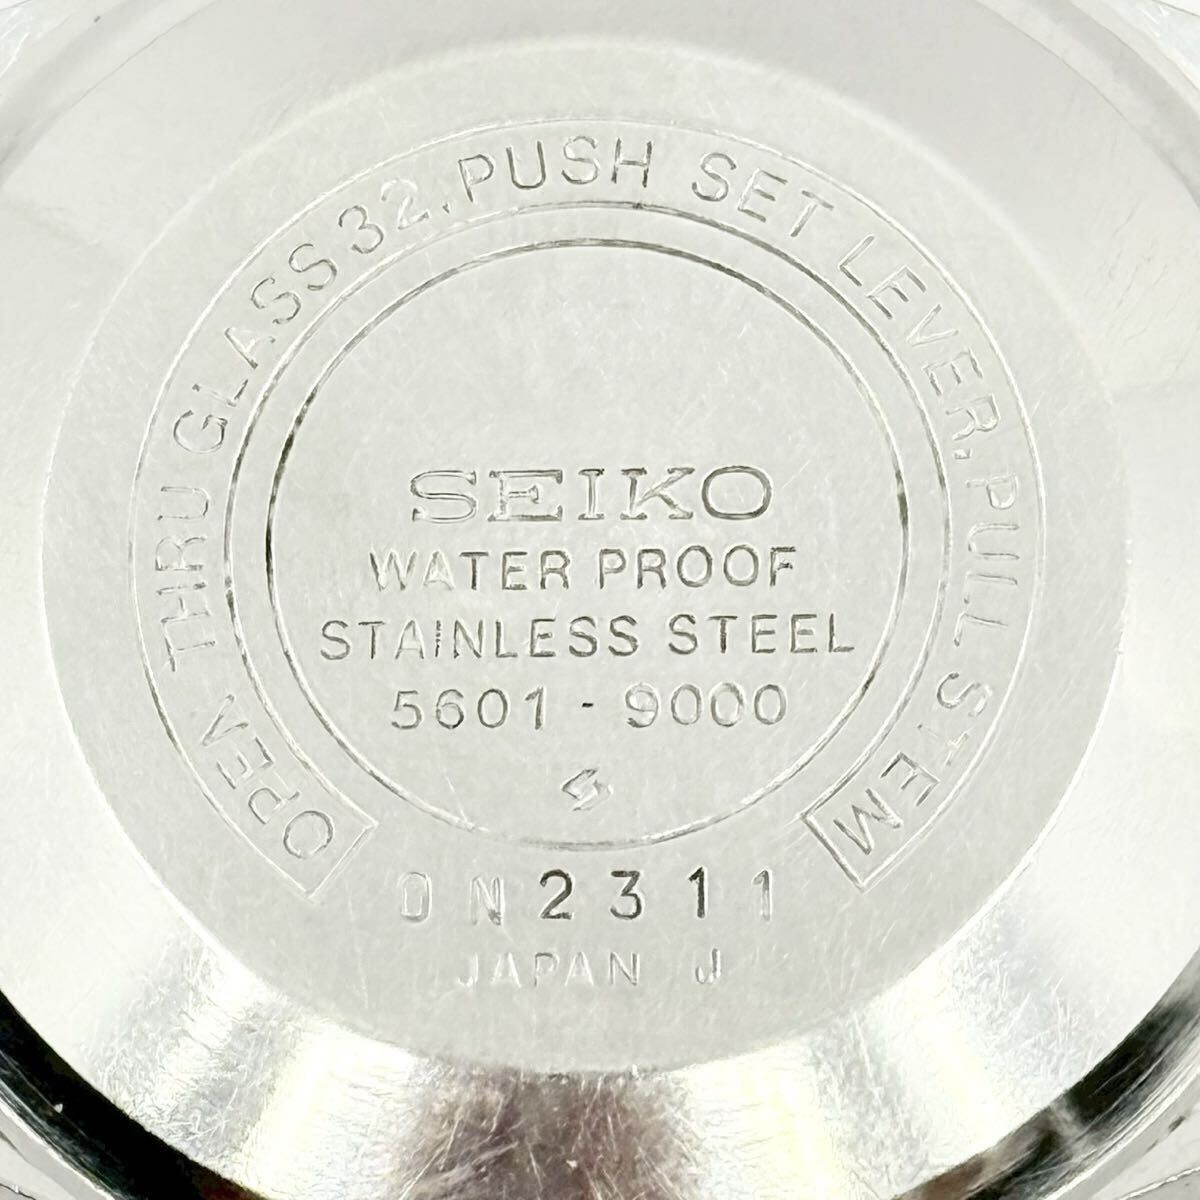 OPEN THRU GLASS 32, PUSH SET LEVER, PULL STEM
SEIKO
WATER PROOF
STAINLESS STEEL
5601 - 9000
S
0N2311
JAPAN J